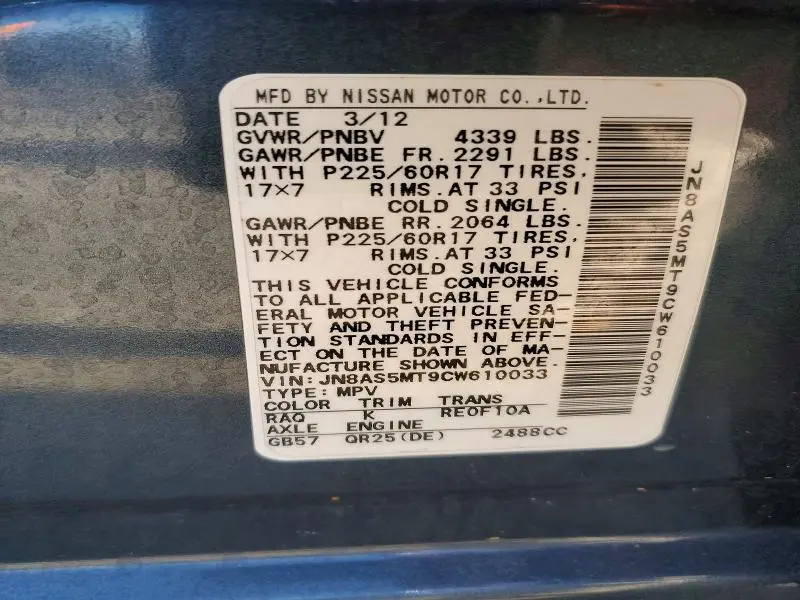 MFD BY NISSAN MOTOR CO.,LTD.
DATE 3/12
GVWR/PNBV 4339 LBS.
GAWR/PNBE FR. 2291 LBS.
WITH P225/60R17 TIRES,
17×7 RIMS.AT 33 PSI
COLD SINGLE.
GAWR/PNBE RR. 2064 LBS.
WITH P225/60R17 TIRES,
17×7 RIMS.AT 33 PSI
COLD SINGLE.
THIS VEHICLE CONFORMS
TO ALL APPLICABLE FED-
ERAL MOTOR VEHICLE SA-
FETY AND THEFT PREVEN-
TION STANDARDS IN EFF-
ECT ON THE DATE OF MA-
NUFACTURE SHOWN ABOVE.
VIN: JN8AS5MT9CW610033
TYPE: MPV
COLOR TRIM TRANS
RAQ K RE0F10A
AXLE ENGINE
GB57 QR25(DE) 2488CC
JN8AS5MT9CW610033